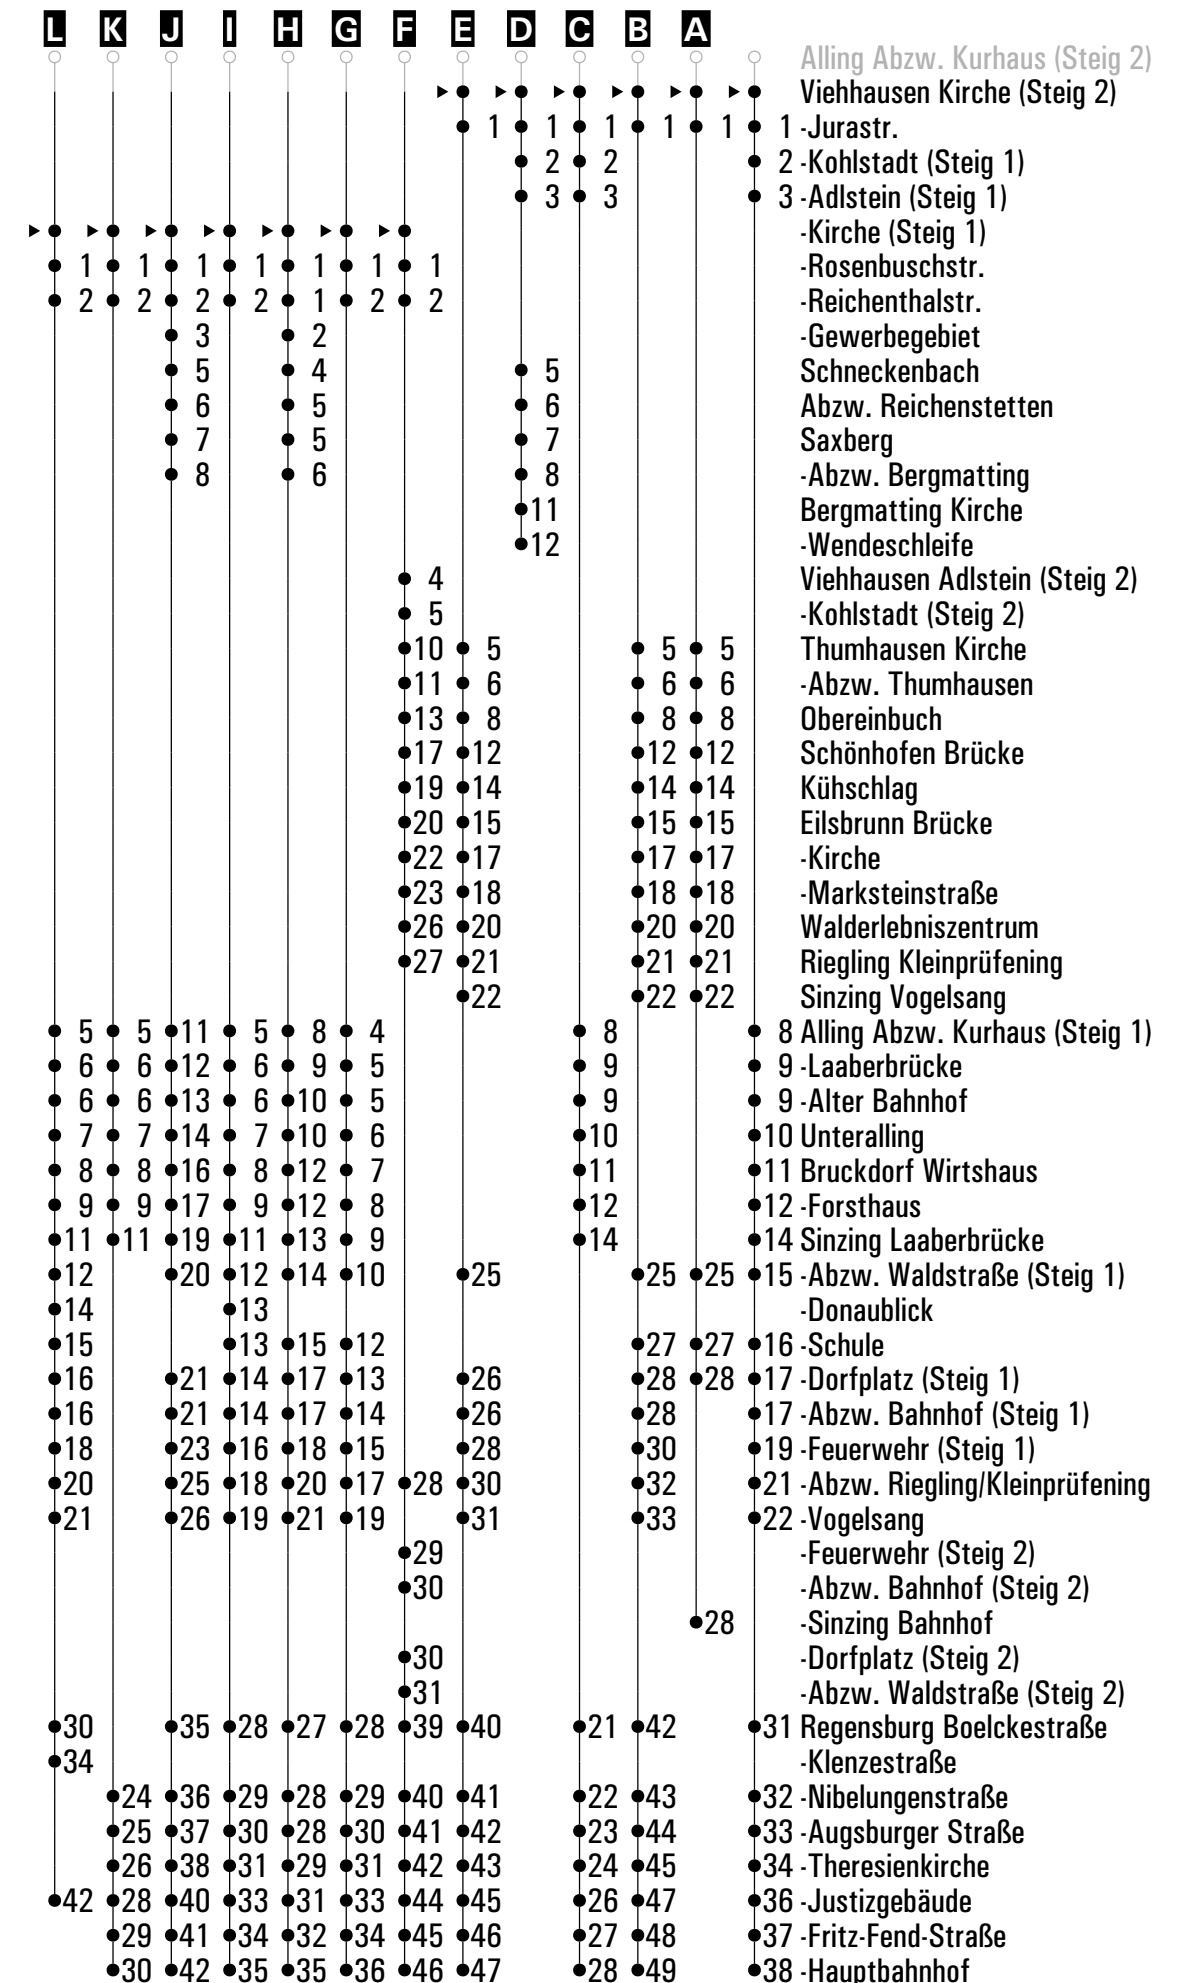 L K J I H G F E D C B A
Alling Abzw. Kurhaus (Steig 2)
Viehhausen Kirche (Steig 2)
1 1 1 1 1 1 -Jurastr.
2 2 2 -Kohlstadt (Steig 1)
3 3 3 -Adlstein (Steig 1)
-Kirche (Steig 1)
1 1 1 1 1 1 1 -Rosenbuschstr.
2 2 2 2 1 2 2 -Reichenthalstr.
3 2 -Gewerbegebiet
5 4 5 Schneckenbach
6 5 6 Abzw. Reichenstetten
7 5 7 Saxberg
8 6 8 -Abzw. Bergmatting
11 Bergmatting Kirche
12 -Wendeschleife
4 Viehhausen Adlstein (Steig 2)
5 -Kohlstadt (Steig 2)
10 5 5 5 Thumhausen Kirche
11 6 6 6 -Abzw. Thumhausen
13 8 8 8 Obereinbuch
17 12 12 12 Schönhofen Brücke
19 14 14 14 Kühschlag
20 15 15 15 Eilsbrunn Brücke
22 17 17 17 -Kirche
23 18 18 18 -Marksteinstraße
26 20 20 20 Walderlebniszentrum
27 21 21 21 Riegling Kleinprüfening
22 22 22 Sinzing Vogelsang
5 5 11 5 8 4 8 8 Alling Abzw. Kurhaus (Steig 1)
6 6 12 6 9 5 9 9 -Laaberbrücke
6 6 13 6 10 5 9 9 -Alter Bahnhof
7 7 14 7 10 6 10 10 Unteralling
8 8 16 8 12 7 11 11 Bruckdorf Wirtshaus
9 9 17 9 12 8 12 12 -Forsthaus
11 11 19 11 13 9 14 14 Sinzing Laaberbrücke
12 20 12 14 10 25 25 25 15 -Abzw. Waldstraße (Steig 1)
14 13 -Donaublick
15 13 15 12 27 27 16 -Schule
16 21 14 17 13 26 28 28 17 -Dorfplatz (Steig 1)
16 21 14 17 14 26 28 17 -Abzw. Bahnhof (Steig 1)
18 23 16 18 15 28 30 19 -Feuerwehr (Steig 1)
20 25 18 20 17 28 30 32 21 -Abzw. Riegling/Kleinprüfening
21 26 19 21 19 31 33 22 -Vogelsang
29 -Feuerwehr (Steig 2)
30 -Abzw. Bahnhof (Steig 2)
28 -Sinzing Bahnhof
30 -Dorfplatz (Steig 2)
31 -Abzw. Waldstraße (Steig 2)
30 35 28 27 28 39 40 21 42 31 Regensburg Boelckestraße
34 -Klenzestraße
24 36 29 28 29 40 41 22 43 32 -Nibelungenstraße
25 37 30 28 30 41 42 23 44 33 -Augsburger Straße
26 38 31 29 31 42 43 24 45 34 -Theresienkirche
42 28 40 33 31 33 44 45 26 47 36 -Justizgebäude
29 41 34 32 34 45 46 27 48 37 -Fritz-Fend-Straße
30 42 35 35 36 46 47 28 49 38 -Hauptbahnhof